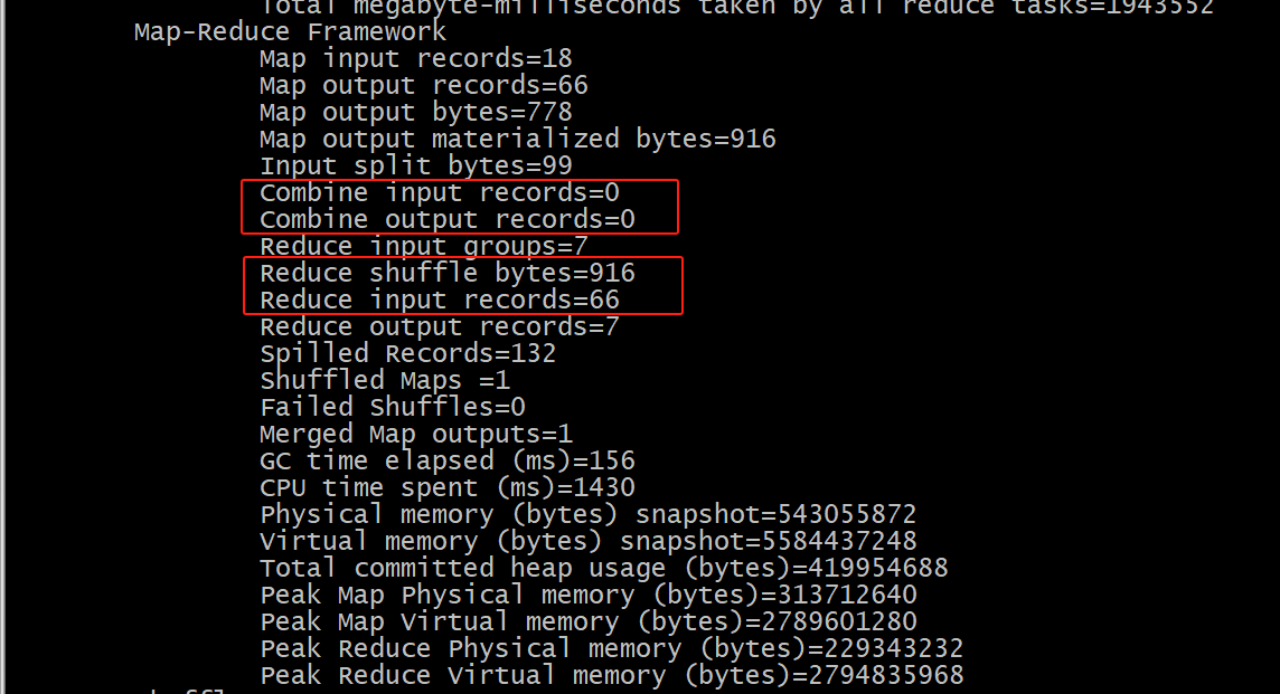 Total megabyte-milliseconds taken by all reduce tasks=1943552
Map-Reduce Framework
Map input records=18
Map output records=66
Map output bytes=778
Map output materialized bytes=916
Input split bytes=99
Combine input records=0
Combine output records=0
Reduce input groups=7
Reduce shuffle bytes=916
Reduce input records=66
Reduce output records=7
Spilled Records=132
Shuffled Maps =1
Failed Shuffles=0
Merged Map outputs=1
GC time elapsed (ms)=156
CPU time spent (ms)=1430
Physical memory (bytes) snapshot=543055872
Virtual memory (bytes) snapshot=5584437248
Total committed heap usage (bytes)=419954688
Peak Map Physical memory (bytes)=313712640
Peak Map Virtual memory (bytes)=2789601280
Peak Reduce Physical memory (bytes)=229343232
Peak Reduce Virtual memory (bytes)=2794835968